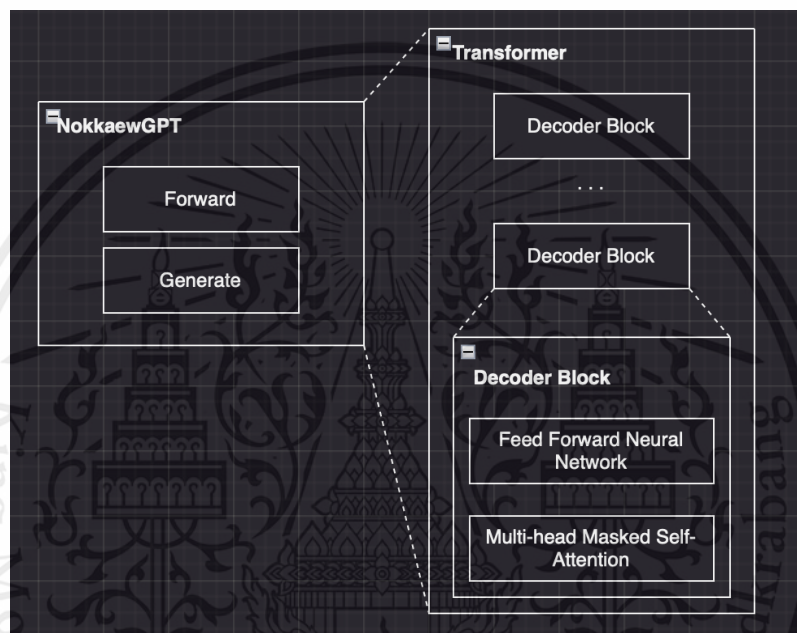 NokkaewGPT
Forward
Generate
Transformer
Decoder Block
...
Decoder Block
Decoder Block
Feed Forward Neural
Network
Multi-head Masked Self-
Attention